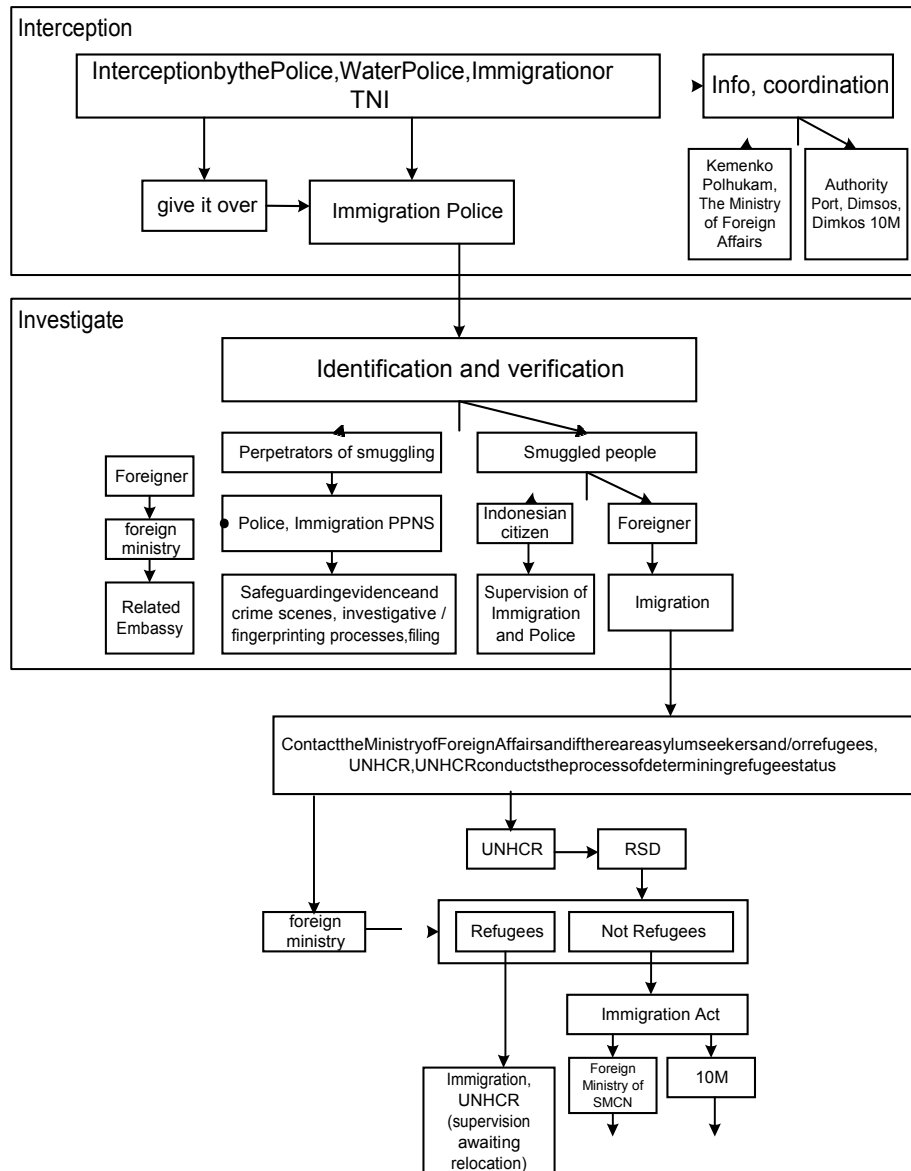 Interception
InterceptionbythePolice,WaterPolice,Immigrationor
TNI
Info, coordination
Kemenko
Polhukam,
The Ministry
of Foreign
Affairs
Authority
Port, Dimsos,
Dimkos 10M
give it over
Immigration Police
Investigate
Identification and verification
Perpetrators of smuggling
Smuggled people
Foreigner
foreign
ministry
Related
Embassy
Police, Immigration PPNS
Safeguardingevidenceand
crime scenes, investigative /
fingerprinting processes,filing
Indonesian
citizen
Supervision of
Immigration
and Police
Foreigner
Imigration
ContacttheMinistryofForeignAffairsandifthereareasylumseekersand/orrefugees,
UNHCR,UNHCRconductstheprocessofdeterminingrefugeestatus
UNHCR
RSD
foreign
ministry
Refugees
Not Refugees
Immigration Act
Immigration,
UNHCR
(supervision
awaiting
relocation)
Foreign
Ministry of
SMCN
10M